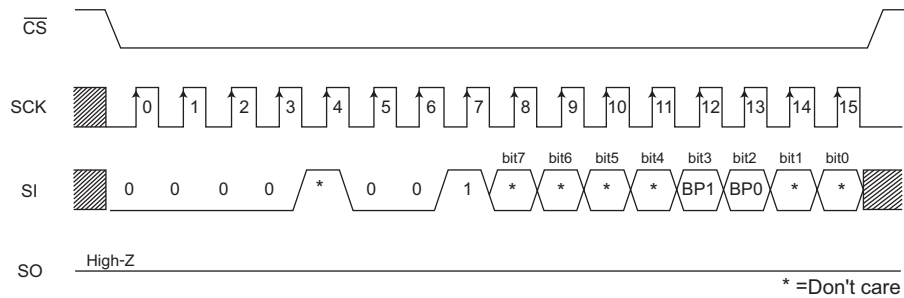 CS
SCK 0 1 2 3 4 5 6 7 8 9 10 11 12 13 14 15
bit7 bit6 bit5 bit4 bit3 bit2 bit1 bit0
SI 0 0 0 0 * 0 0 1 * * * * BP1 BP0 * *
High-Z
SO
* =Don't care